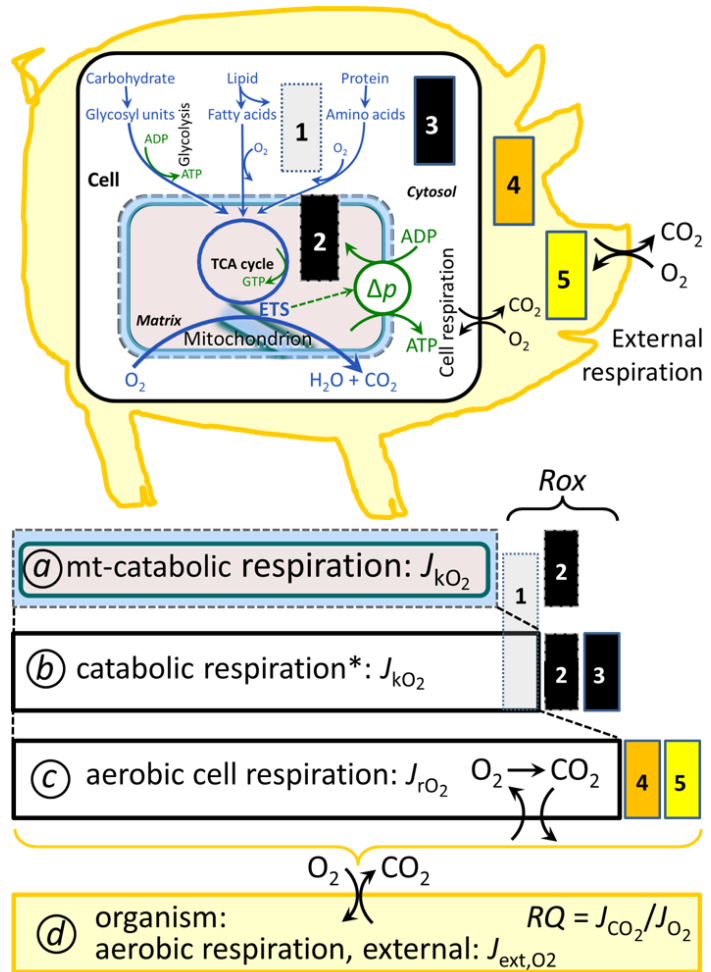 Carbohydrate Lipid Protein
Glycosyl units Fatty acids Amino acids
Glycolysis
1
3
ADP
ATP
O₂
O₂
Cell
Cytosol
4
2
ADP
TCA cycle
GTP
Δp
5
CO₂
O₂
ETS
Matrix
Mitochondrion
ATP
Cell respiration
CO₂
O₂
O₂
H₂O + CO₂
External
respiration
Rox
a mt-catabolic respiration: JkO₂
1
2
b catabolic respiration*: JkO₂
2
3
c aerobic cell respiration: JrO₂
O₂ → CO₂
4
5
O₂ CO₂
d organism: RQ = JCO₂/JO₂
aerobic respiration, external: Jext,O2